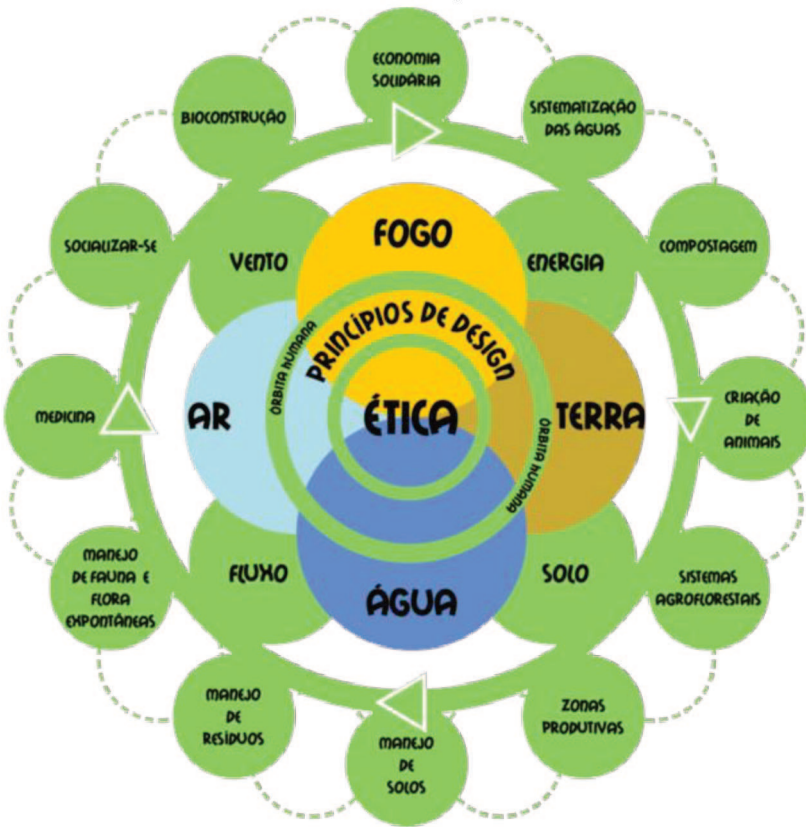 ECONOMIA
SOLIDÁRIA
BIOCONSTRUÇÃO
SISTEMATIZAÇÃO
DAS ÁGUAS
SOCIALIZAR-SE
VENTO
FOGO
ENERGIA
COMPOSTAGEM
PRINCÍPIOS DE DESIGN
ÓRBITA HUMANA
MEDICINA
AR
ÉTICA
TERRA
CRIAÇÃO
DE
ANIMAIS
ÓRBITA HUMANA
MANEJO
DE FAUNA E
FLORA
EXPONTÂNEAS
FLUXO
ÁGUA
SOLO
SISTEMAS
AGROFLORESTAIS
MANEJO
DE
RESÍDUOS
MANEJO
DE
SOLOS
ZONAS
PRODUTIVAS